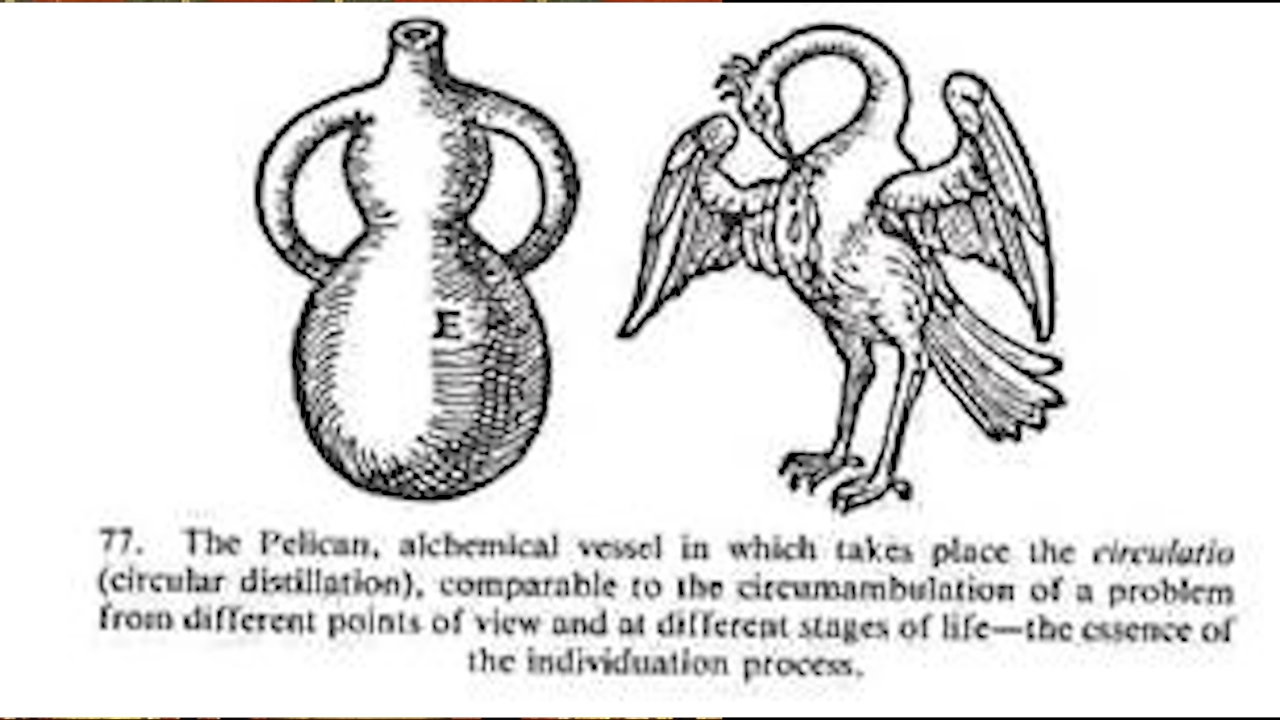 E
77. The Pelican, alchemical vessel in which takes place the circulatio
(circular distillation), comparable to the circumambulation of a problem
from different points of view and at different stages of life—the essence of
the individuation process.